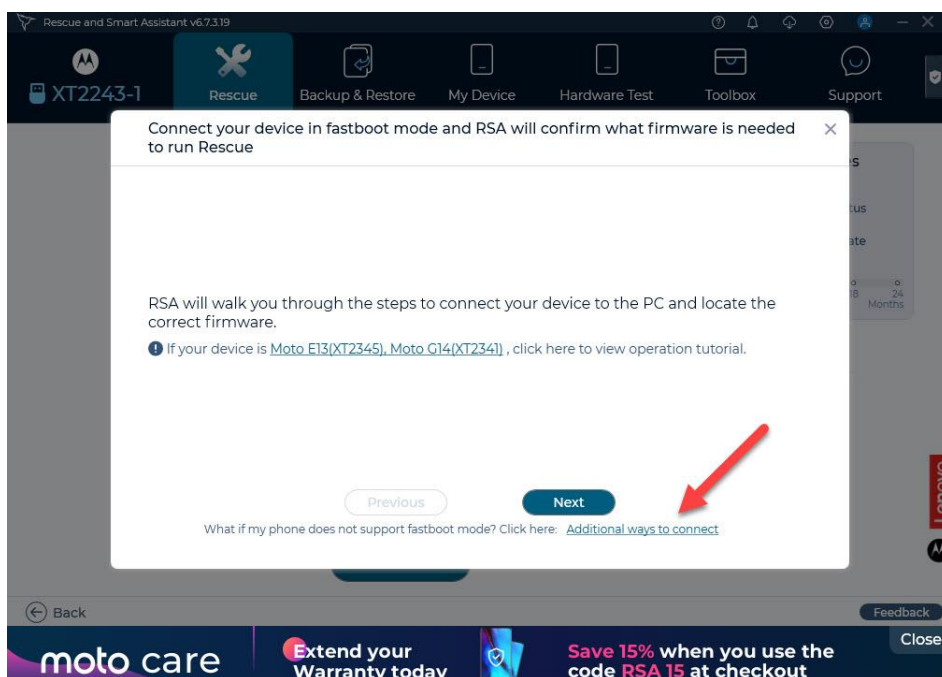 Rescue and Smart Assistant v6.7.3.19
XT2243-1
Rescue
Backup & Restore
My Device
Hardware Test
Toolbox
Support
Connect your device in fastboot mode and RSA will confirm what firmware is needed
to run Rescue
24
Months
RSA will walk you through the steps to connect your device to the PC and locate the
correct firmware.
If your device is Moto E13(XT2345), Moto G14(XT2341) , click here to view operation tutorial.
Previous
Next
What if my phone does not support fastboot mode? Click here: Additional ways to connect
Back
Feedback
Close
moto care
Extend your
Warranty today
Save 15% when you use the
code RSA 15 at checkout